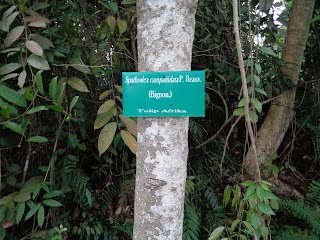 Spathodea campanulata P. Beauv.
(Bignon.)
Tulip Afrika